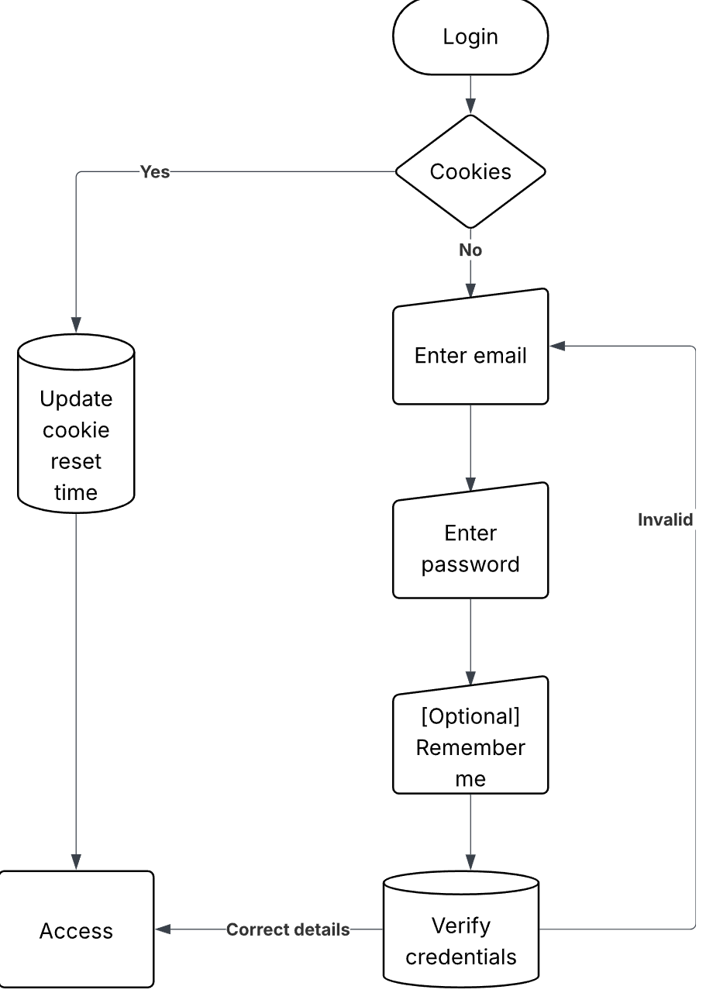 Login
Cookies
Yes
No
Enter email
Update
cookie
reset
time
Invalid
Enter
password
[Optional]
Remember
me
Access
Correct details
Verify
credentials